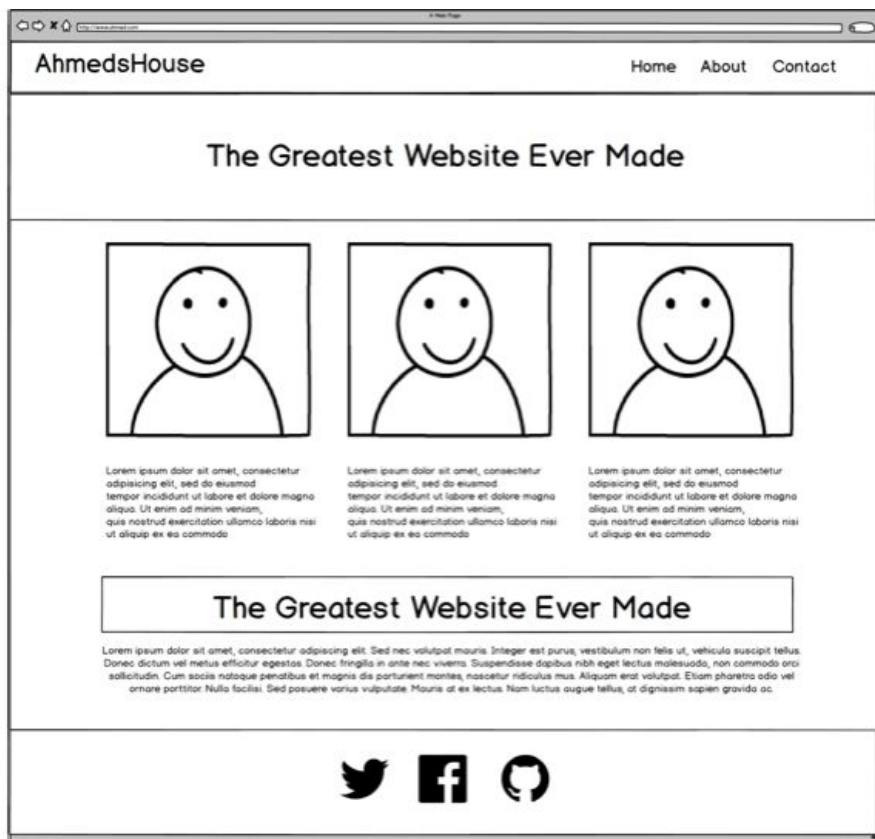 A Web Page
http://www.ahmed.com
AhmedsHouse
Home About Contact
The Greatest Website Ever Made
Lorem ipsum dolor sit amet, consectetur
adipisicing elit, sed do eiusmod
tempor incididunt ut labore et dolore magna
aliqua. Ut enim ad minim veniam,
quis nostrud exercitation ullamco laboris nisi
ut aliquip ex ea commodo
Lorem ipsum dolor sit amet, consectetur
adipisicing elit, sed do eiusmod
tempor incididunt ut labore et dolore magna
aliqua. Ut enim ad minim veniam,
quis nostrud exercitation ullamco laboris nisi
ut aliquip ex ea commodo
Lorem ipsum dolor sit amet, consectetur
adipisicing elit, sed do eiusmod
tempor incididunt ut labore et dolore magna
aliqua. Ut enim ad minim veniam,
quis nostrud exercitation ullamco laboris nisi
ut aliquip ex ea commodo
The Greatest Website Ever Made
Lorem ipsum dolor sit amet, consectetur adipiscing elit. Sed nec volutpat mauris. Integer est purus, vestibulum non felis ut, vehicula suscipit tellus.
Donec dictum vel metus efficitur egestas. Donec fringilla in ante nec viverra. Suspendisse dapibus nibh eget lectus malesuada, non commodo orci
sollicitudin. Cum sociis natoque penatibus et magnis dis parturient montes, nascetur ridiculus mus. Aliquam erat volutpat. Etiam pharetra odio vel
ornare porttitor. Nulla facilisi. Sed posuere varius vulputate. Mauris at ex lectus. Nam luctus augue tellus, at dignissim sapien gravida ac.